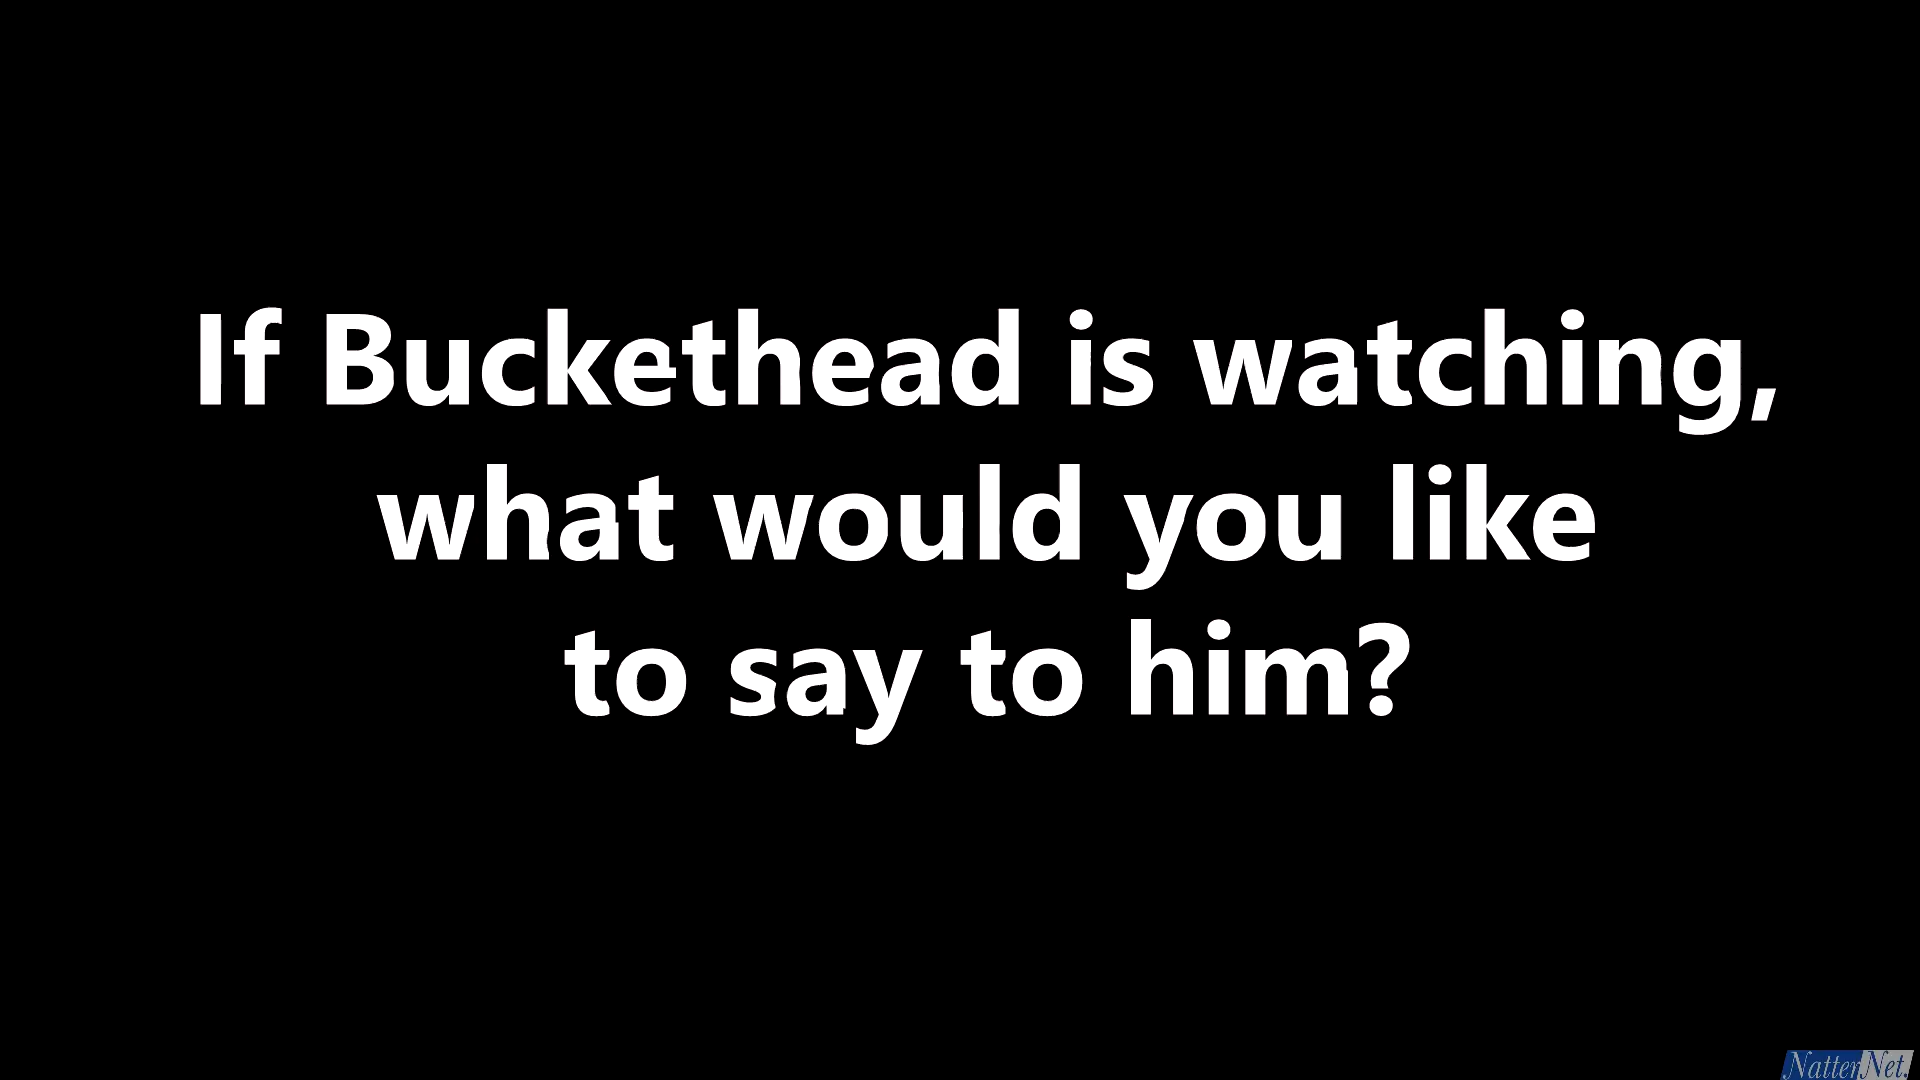 If Buckethead is watching,
what would you like
to say to him?
NatterNet.